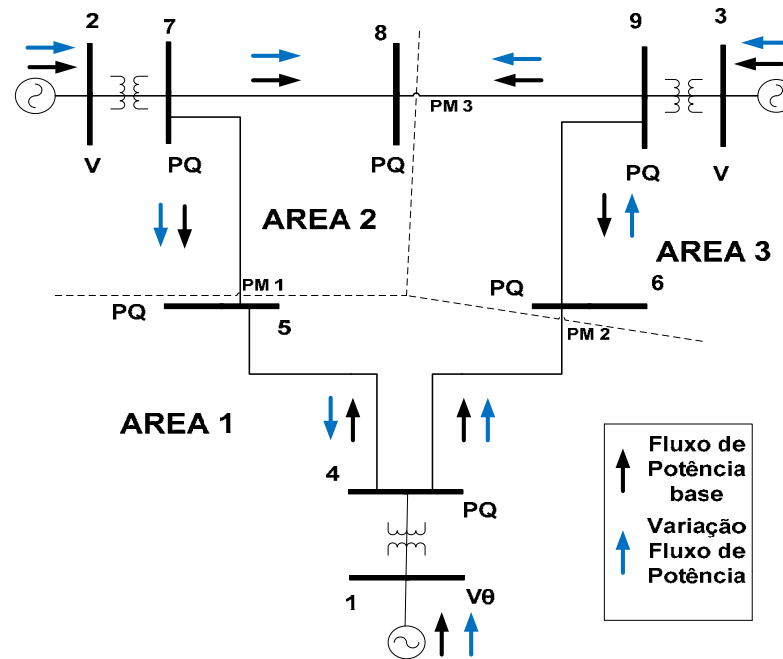 2
7
8
9
3
PM 3
V
PQ
PQ
PQ
V
AREA 2
AREA 3
PM 1
PQ
6
PQ
5
PM 2
AREA 1
4
PQ
1
Vθ
Fluxo de
Potência
base
Variação
Fluxo de
Potência